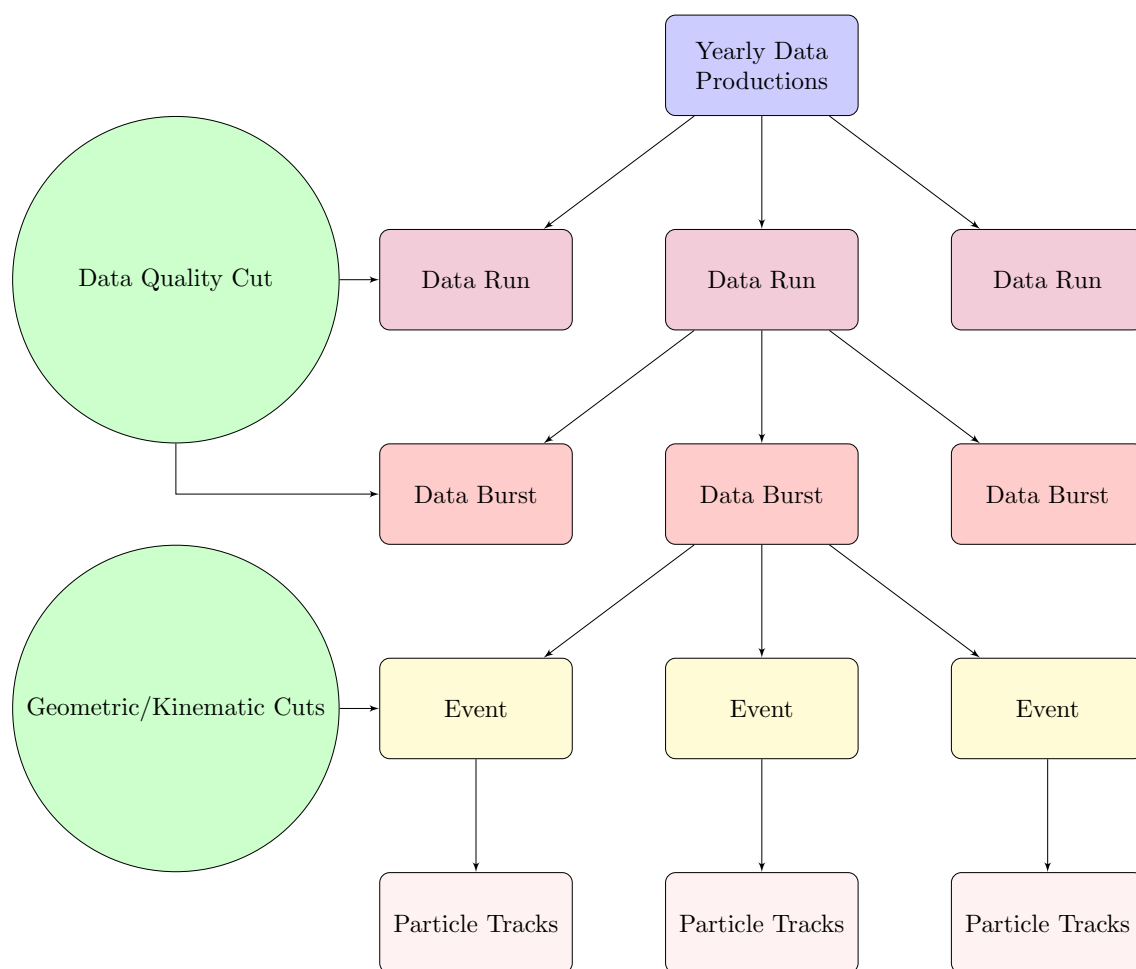 Yearly Data
Productions
Data Quality Cut
Data Run
Data Run
Data Run
Data Burst
Data Burst
Data Burst
Geometric/Kinematic Cuts
Event
Event
Event
Particle Tracks
Particle Tracks
Particle Tracks